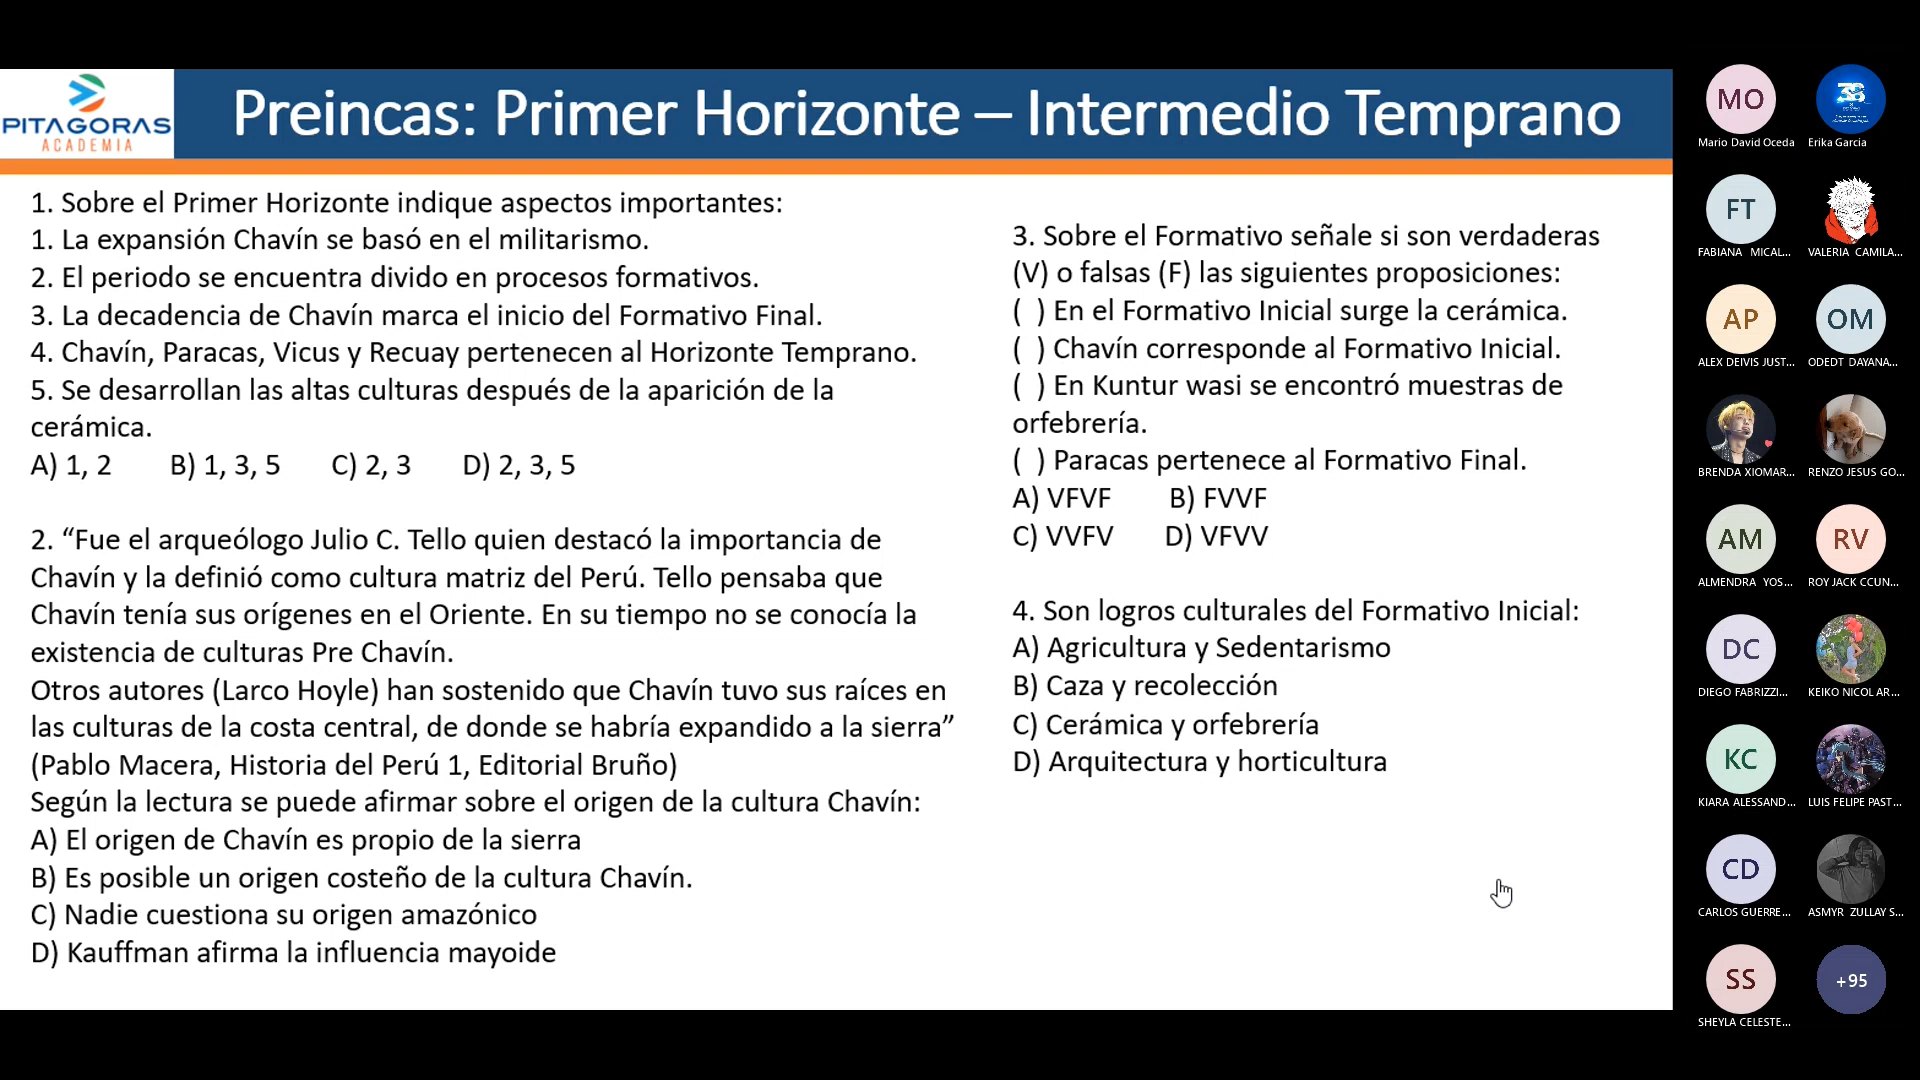 PITAGORAS
ACADEMIA
Preincas: Primer Horizonte – Intermedio Temprano
1. Sobre el Primer Horizonte indique aspectos importantes:
1. La expansión Chavín se basó en el militarismo.
2. El periodo se encuentra divido en procesos formativos.
3. La decadencia de Chavín marca el inicio del Formativo Final.
4. Chavín, Paracas, Vicus y Recuay pertenecen al Horizonte Temprano.
5. Se desarrollan las altas culturas después de la aparición de la
cerámica.
A) 1, 2 B) 1, 3, 5 C) 2, 3 D) 2, 3, 5
2. “Fue el arqueólogo Julio C. Tello quien destacó la importancia de
Chavín y la definió como cultura matriz del Perú. Tello pensaba que
Chavín tenía sus orígenes en el Oriente. En su tiempo no se conocía la
existencia de culturas Pre Chavín.
Otros autores (Larco Hoyle) han sostenido que Chavín tuvo sus raíces en
las culturas de la costa central, de donde se habría expandido a la sierra”
(Pablo Macera, Historia del Perú 1, Editorial Bruño)
Según la lectura se puede afirmar sobre el origen de la cultura Chavín:
A) El origen de Chavín es propio de la sierra
B) Es posible un origen costeño de la cultura Chavín.
C) Nadie cuestiona su origen amazónico
D) Kauffman afirma la influencia mayoide
3. Sobre el Formativo señale si son verdaderas
(V) o falsas (F) las siguientes proposiciones:
( ) En el Formativo Inicial surge la cerámica.
( ) Chavín corresponde al Formativo Inicial.
( ) En Kuntur wasi se encontró muestras de
orfebrería.
( ) Paracas pertenece al Formativo Final.
A) VFVF B) FVVF
C) VVFV D) VFVV
4. Son logros culturales del Formativo Inicial:
A) Agricultura y Sedentarismo
B) Caza y recolección
C) Cerámica y orfebrería
D) Arquitectura y horticultura
MO
Mario David Oceda
Erika Garcia
FT
FABIANA MICAL...
VALERIA CAMILA...
AP
ALEX DEIVIS JUST...
OM
ODEDT DAYANA...
BRENDA XIOMAR...
RENZO JESUS GO...
AM
ALMENDRA YOS...
RV
ROY JACK CCUN...
DC
DIEGO FABRIZZI...
KEIKO NICOL AR...
KC
KIARA ALESSAND...
LUIS FELIPE PAST...
CD
CARLOS GUERRE...
ASMYR ZULLAY S...
SS
SHEYLA CELESTE...
+95